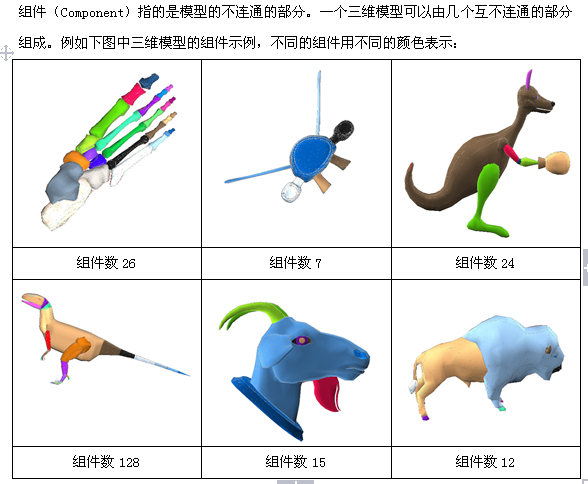 组件（Component）指的是模型的不连通的部分。一个三维模型可以由几个互不连通的部分
组成。例如下图中三维模型的组件示例，不同的组件用不同的颜色表示：
组件数 26
组件数 7
组件数 24
组件数 128
组件数 15
组件数 12